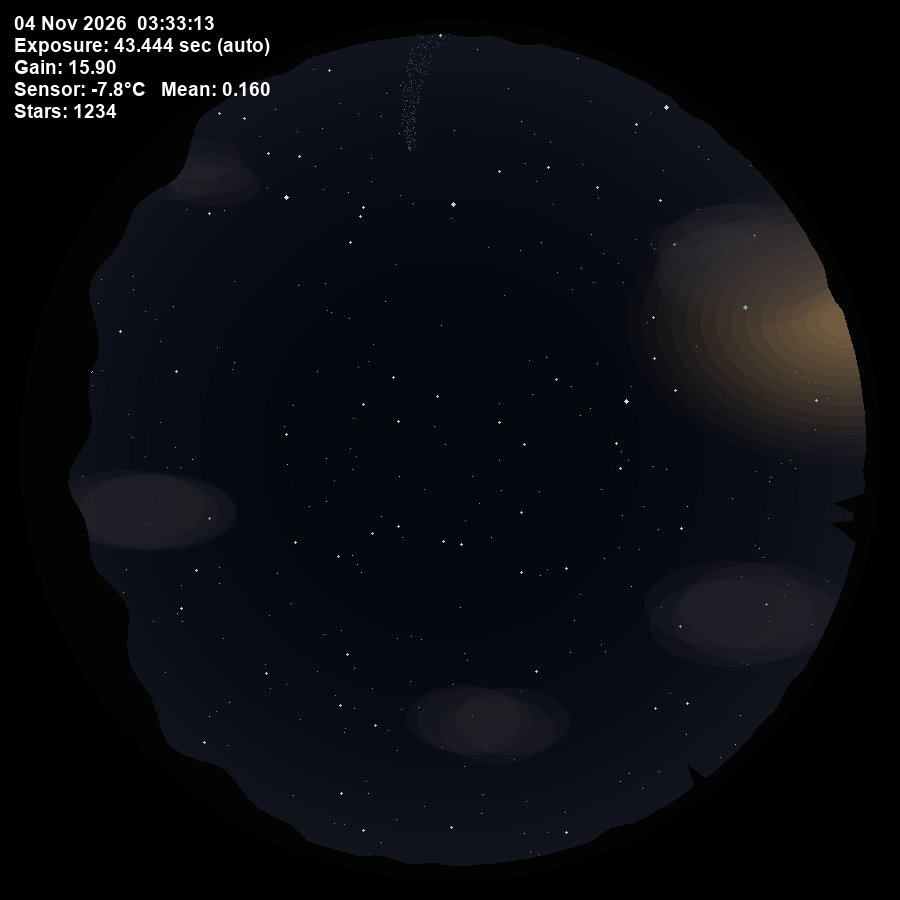 04 Nov 2026  03:33:13
Exposure: 43.444 sec (auto)
Gain: 15.90
Sensor: -7.8°C   Mean: 0.160
Stars: 1234